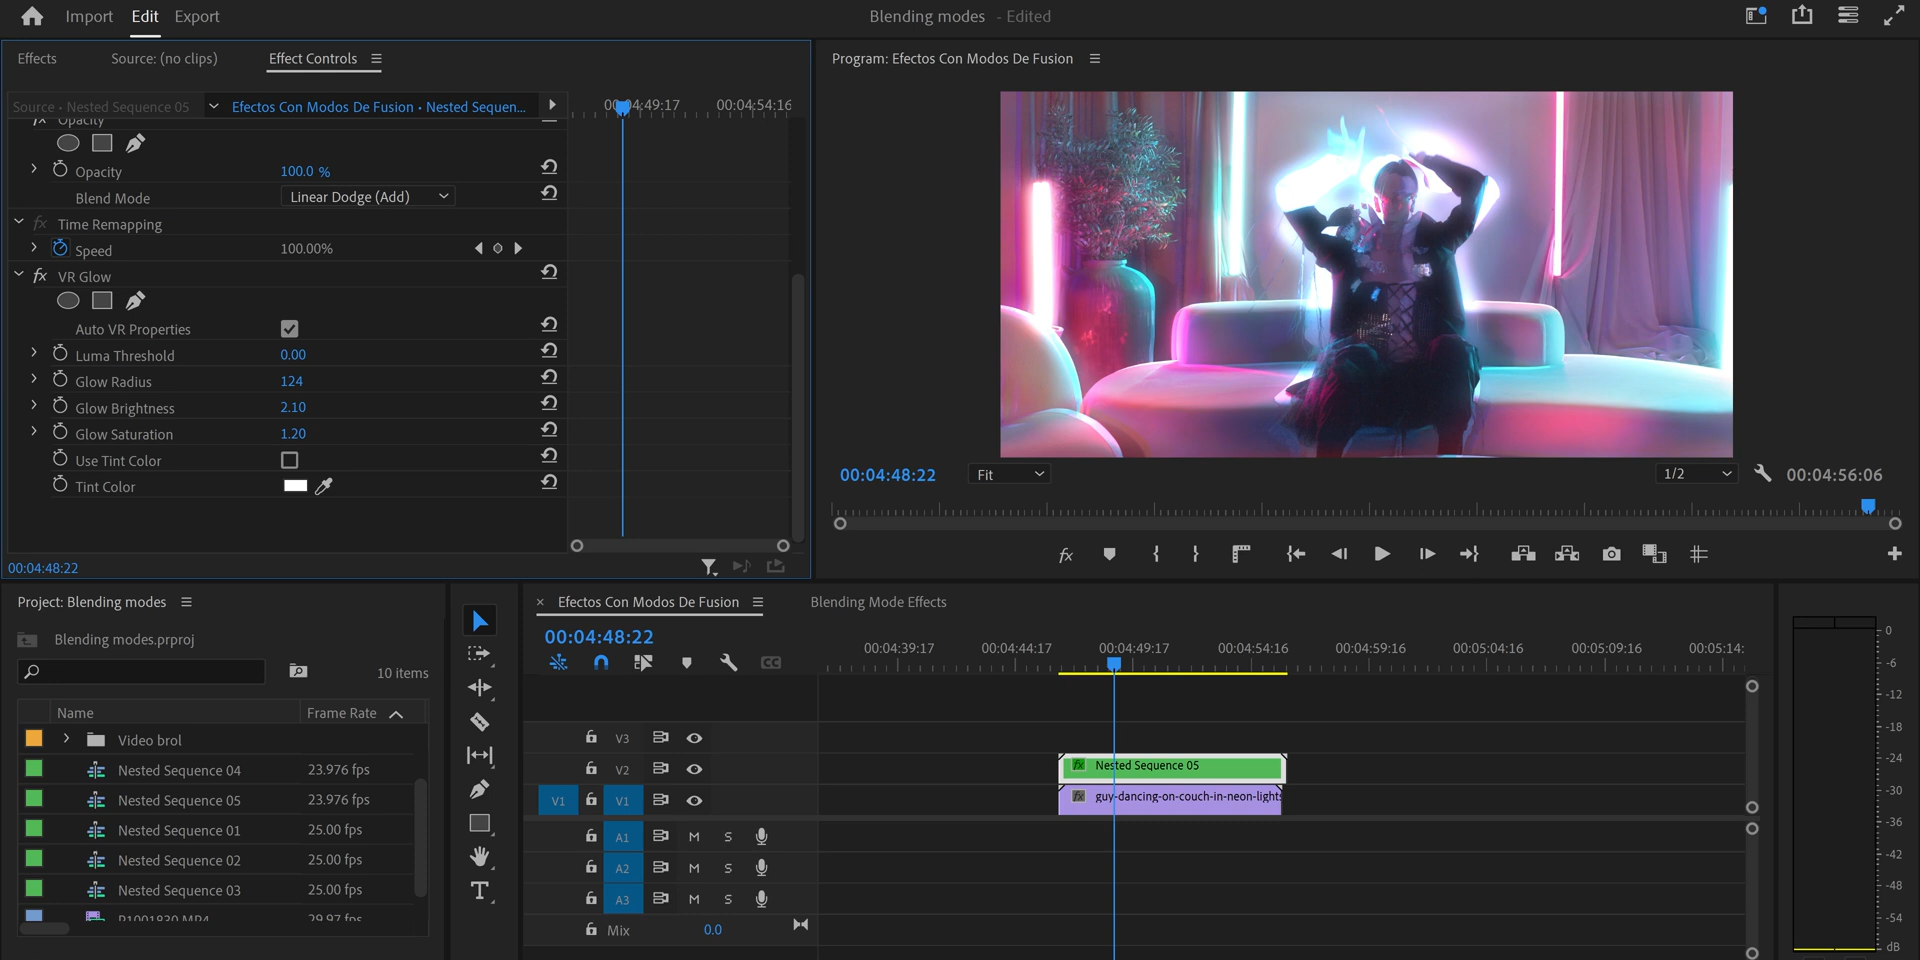 Import Edit Export
Blending modes - Edited
Effects Source: (no clips) Effect Controls
Source • Nested Sequence 05 Efectos Con Modos De Fusion • Nested Sequen... 00:04:49:17 00:04:54:16
fx Opacity
Opacity 100.0 %
Blend Mode Linear Dodge (Add)
fx Time Remapping
Speed 100.00%
fx VR Glow
Auto VR Properties
Luma Threshold 0.00
Glow Radius 124
Glow Brightness 2.10
Glow Saturation 1.20
Use Tint Color
Tint Color
00:04:48:22
Program: Efectos Con Modos De Fusion
00:04:48:22 Fit 1/2 00:04:56:06
fx
Project: Blending modes
Blending modes.prproj
10 items
Name Frame Rate
Video brol
Nested Sequence 04 23.976 fps
Nested Sequence 05 23.976 fps
Nested Sequence 01 25.00 fps
Nested Sequence 02 25.00 fps
Nested Sequence 03 25.00 fps
P1001830.MP4 29.97 fps
T
× Efectos Con Modos De Fusion Blending Mode Effects
00:04:48:22
CC
00:04:39:17 00:04:44:17 00:04:49:17 00:04:54:16 00:04:59:16 00:05:04:16 00:05:09:16 00:05:14:
V3
V2 fx Nested Sequence 05
V1 V1 fx guy-dancing-on-couch-in-neon-lights
A1 M S
A2 M S
A3 M S
Mix 0.0
0
-6
-12
-18
-24
-30
-36
-42
-48
-54
dB